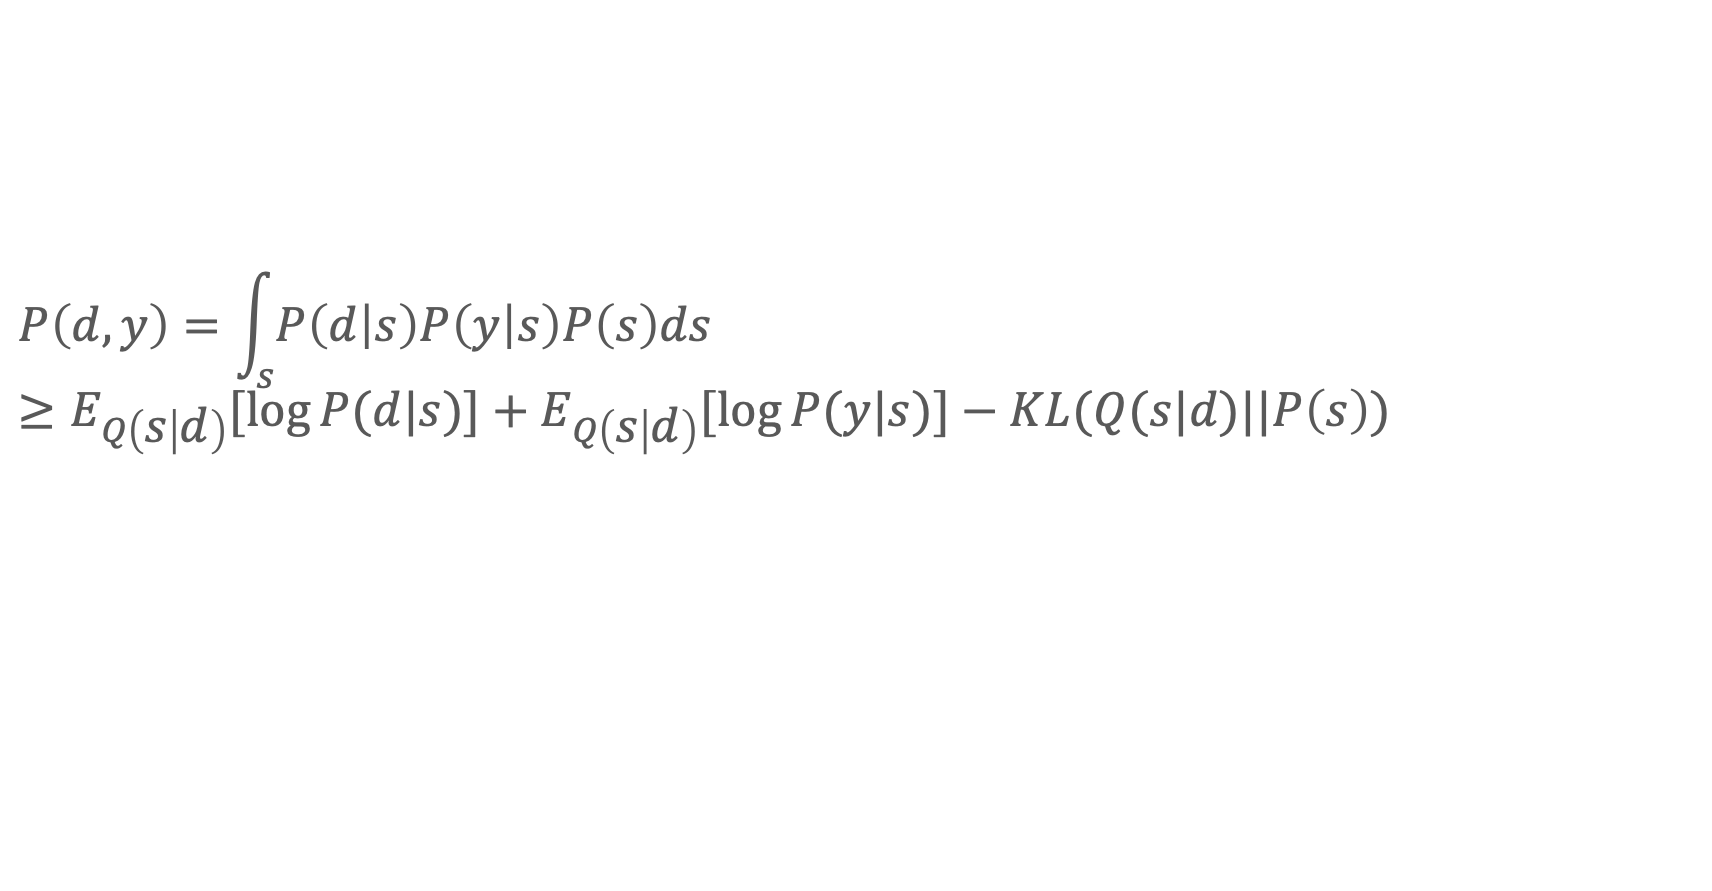 P(d, y) = ∫_s P(d|s)P(y|s)P(s)ds
≥ E_{Q(s|d)}[log P(d|s)] + E_{Q(s|d)}[log P(y|s)] − KL(Q(s|d)||P(s))